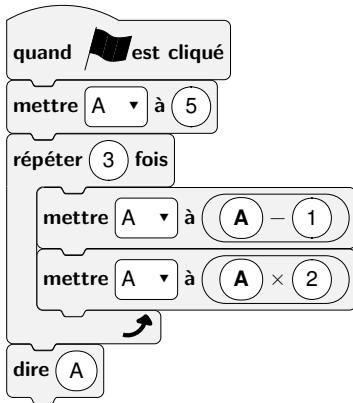 quand est cliqué
mettre A ▼ à 5
répéter 3 fois
mettre A ▼ à A − 1
mettre A ▼ à A × 2
dire A